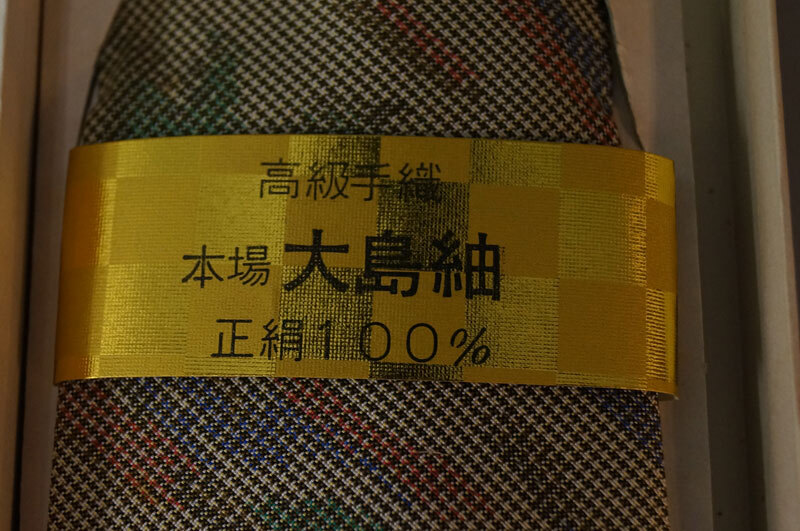 高級手織
本場 大島紬
正絹100%